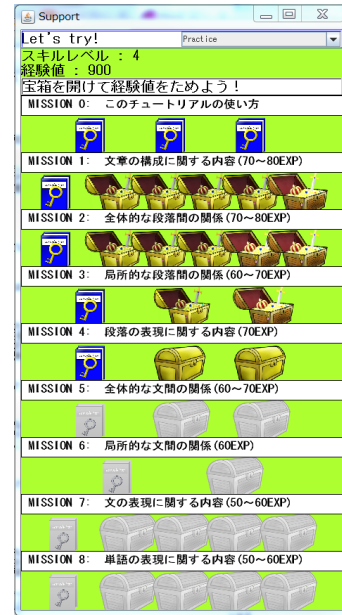 Support
Let's try! Practice
スキルレベル : 4
経験値 : 900
宝箱を開けて経験値をためよう!
MISSION 0: このチュートリアルの使い方
MISSION 1: 文章の構成に関する内容(70～80EXP)
MISSION 2: 全体的な段落間の関係(70～80EXP)
MISSION 3: 局所的な段落間の関係(60～70EXP)
MISSION 4: 段落の表現に関する内容(70EXP)
MISSION 5: 全体的な文間の関係(60～70EXP)
MISSION 6: 局所的な文間の関係(60EXP)
MISSION 7: 文の表現に関する内容(50～60EXP)
MISSION 8: 単語の表現に関する内容(50～60EXP)